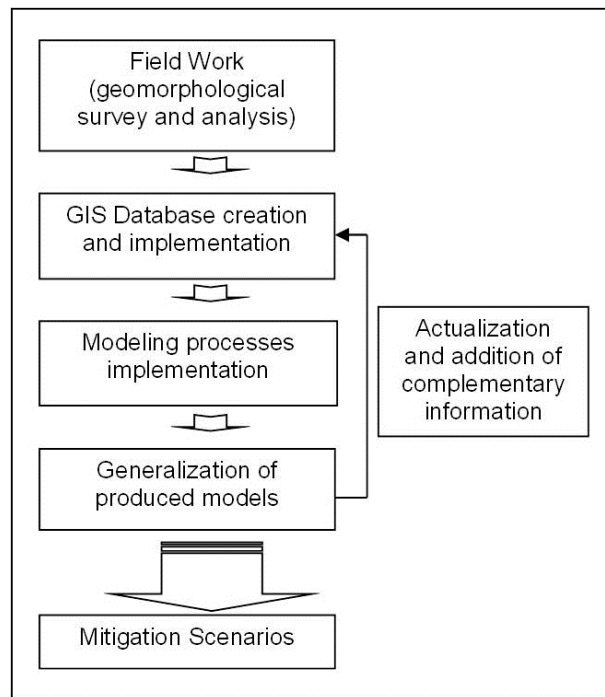 Field Work
(geomorphological
survey and analysis)
GIS Database creation
and implementation
Modeling processes
implementation
Generalization of
produced models
Mitigation Scenarios
Actualization
and addition of
complementary
information